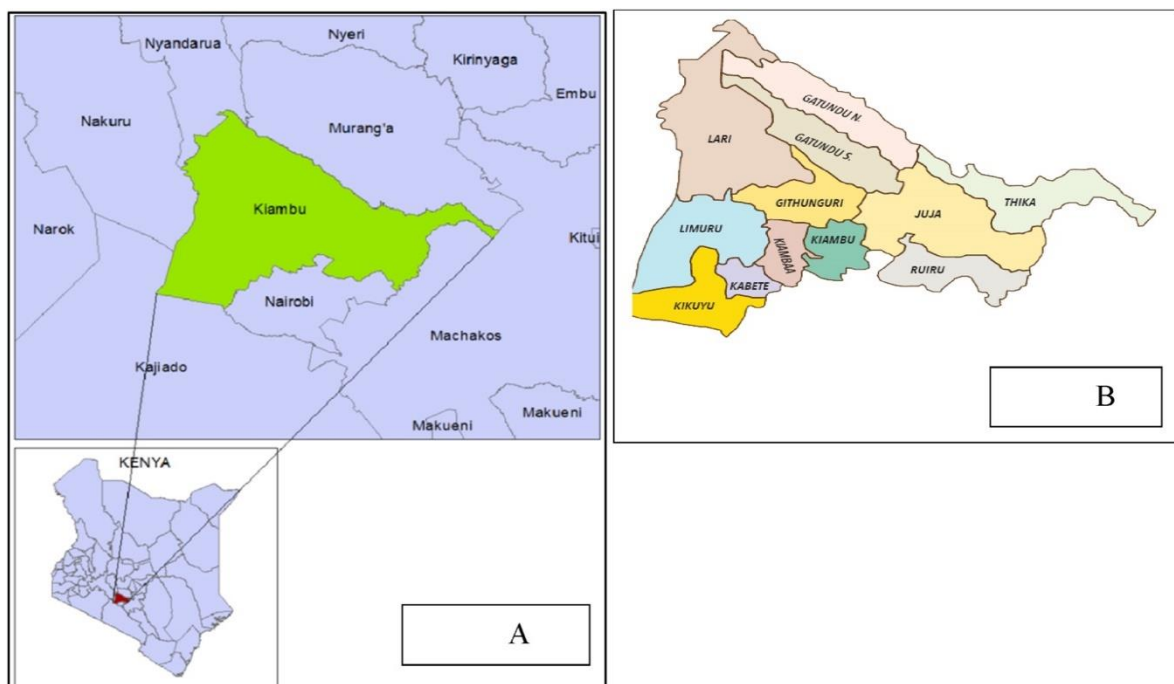 Nyandarua
Nyeri
Kirinyaga
Embu
Nakuru
Murang'a
Kiambu
Narok
Kitui
Nairobi
Machakos
Kajiado
Makueni
Makueni
KENYA
A
GATUNDU N.
GATUNDU S.
LARI
THIKA
GITHUNGURI
JUJA
LIMURU
KIAMBAA
KIAMBU
RUIRU
KABETE
KIKUYU
B